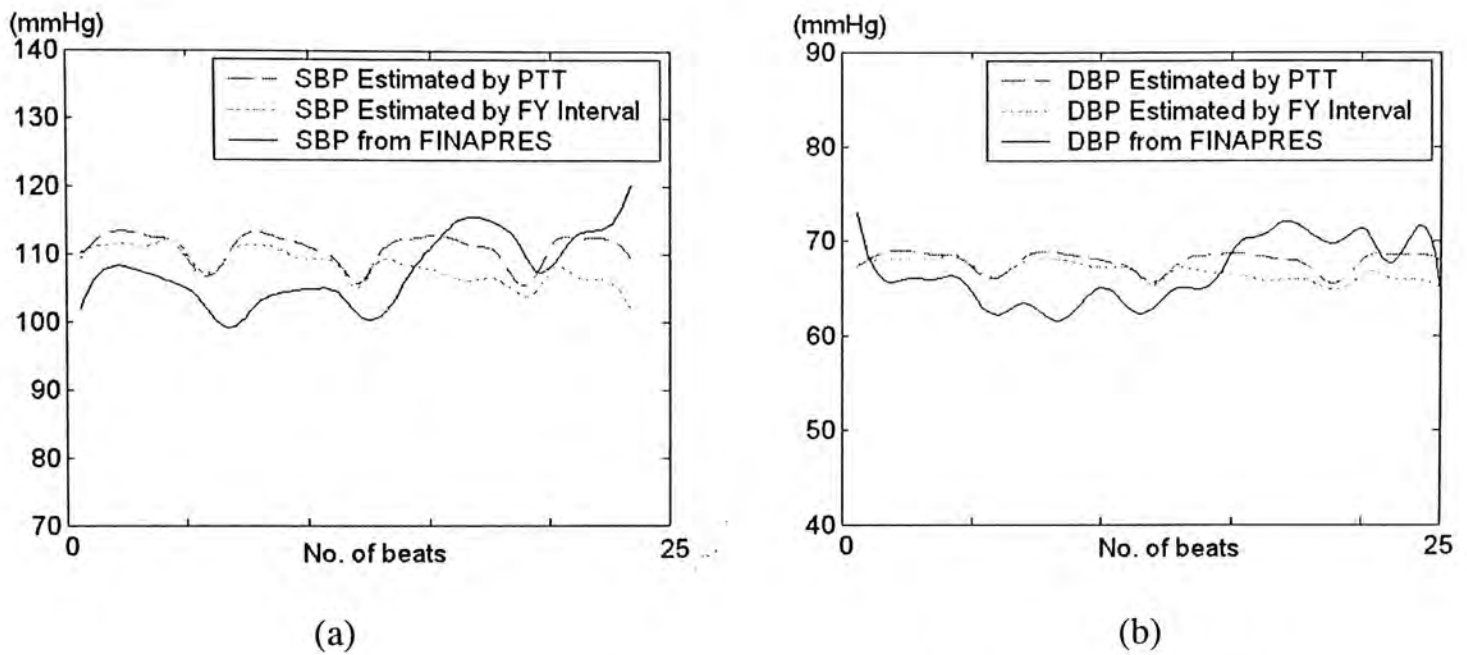 (mmHg)
140
130
120
110
100
90
80
70
0
25
No. of beats
SBP Estimated by PTT
SBP Estimated by FY Interval
SBP from FINAPRES
(a)
(mmHg)
90
80
70
60
50
40
0
25
No. of beats
DBP Estimated by PTT
DBP Estimated by FY Interval
DBP from FINAPRES
(b)